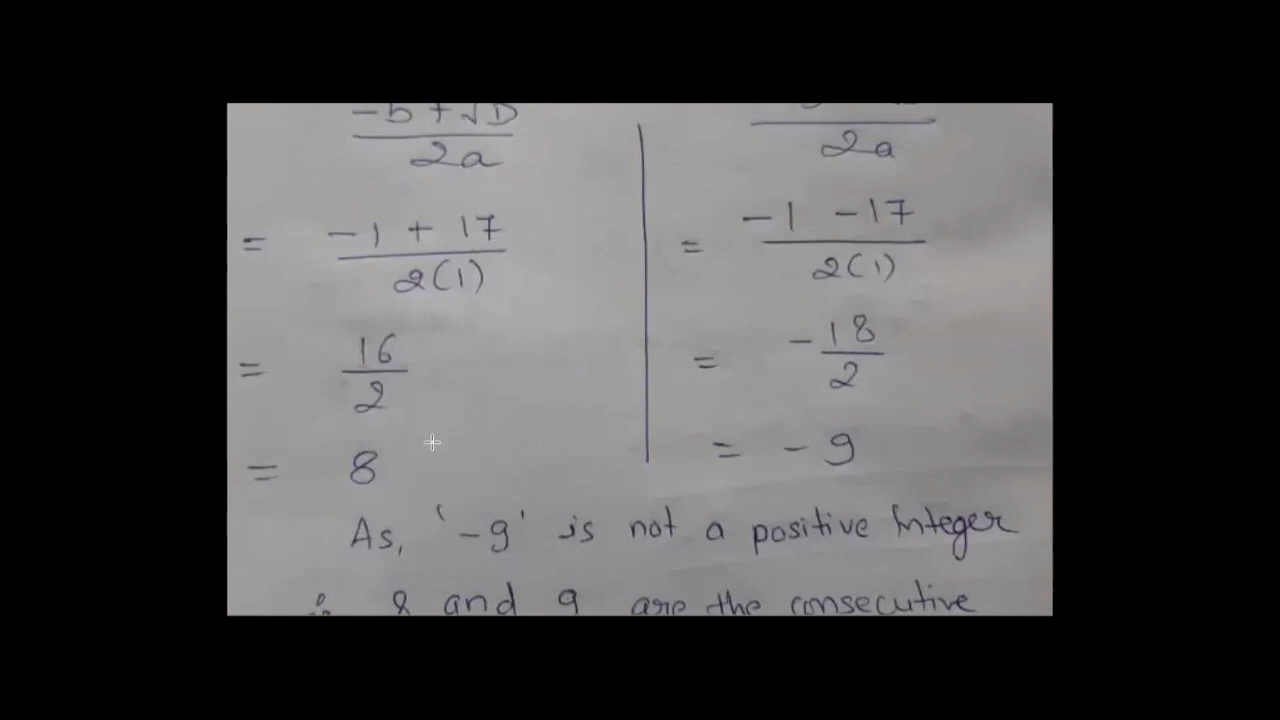 -b + √D
2a
= -1 + 17
2(1)
= 16
2
= 8
2a
= -1 -17
2(1)
= -18
2
= -9
As, '-9' is not a positive Integer
∴ 8 and 9 are the consecutive